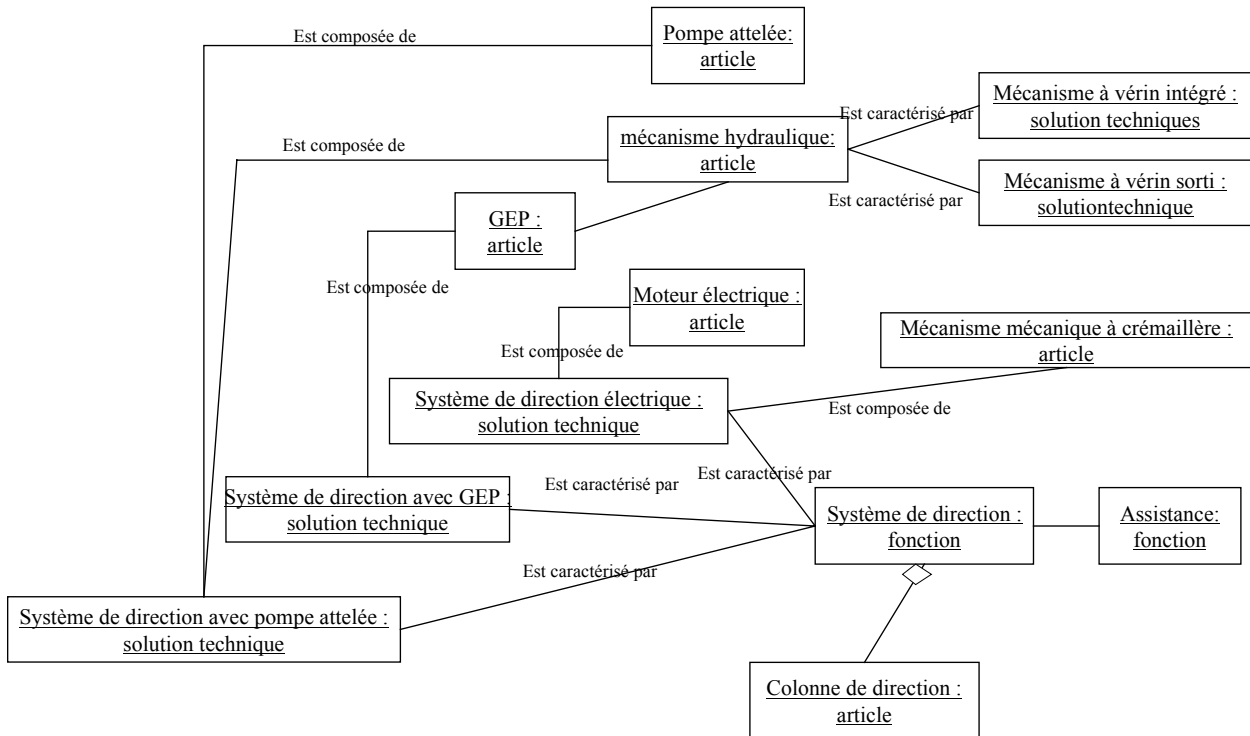 Est composée de
Pompe attelée:
article
Mécanisme à vérin intégré :
solution techniques
Est caractérisé par
mécanisme hydraulique:
article
Est composée de
Mécanisme à vérin sorti :
solutiontechnique
Est caractérisé par
GEP :
article
Est composée de
Moteur électrique :
article
Mécanisme mécanique à crémaillère :
article
Est composée de
Système de direction électrique :
solution technique
Est composée de
Est caractérisé par
Système de direction avec GEP :
solution technique
Est caractérisé par
Système de direction :
fonction
Assistance:
fonction
Est caractérisé par
Système de direction avec pompe attelée :
solution technique
Colonne de direction :
article